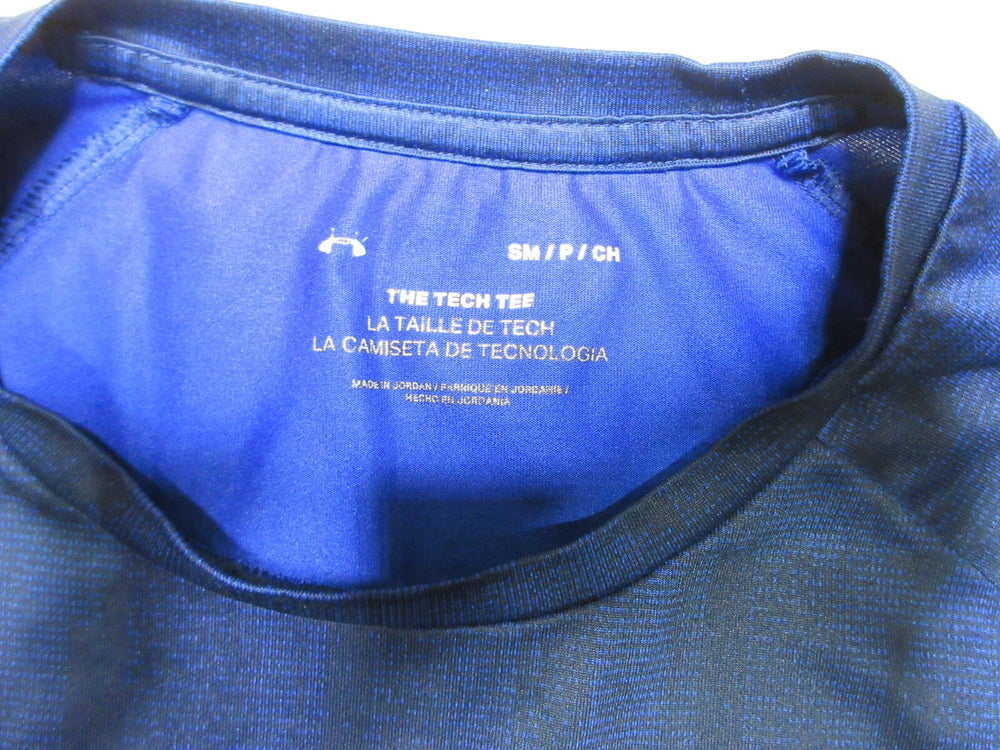 SM / P / CH
THE TECH TEE
LA TAILLE DE TECH
LA CAMISETA DE TECNOLOGIA
MADE IN JORDAN / FABRIQUÉ EN JORDANIE /
HECHO EN JORDANIA